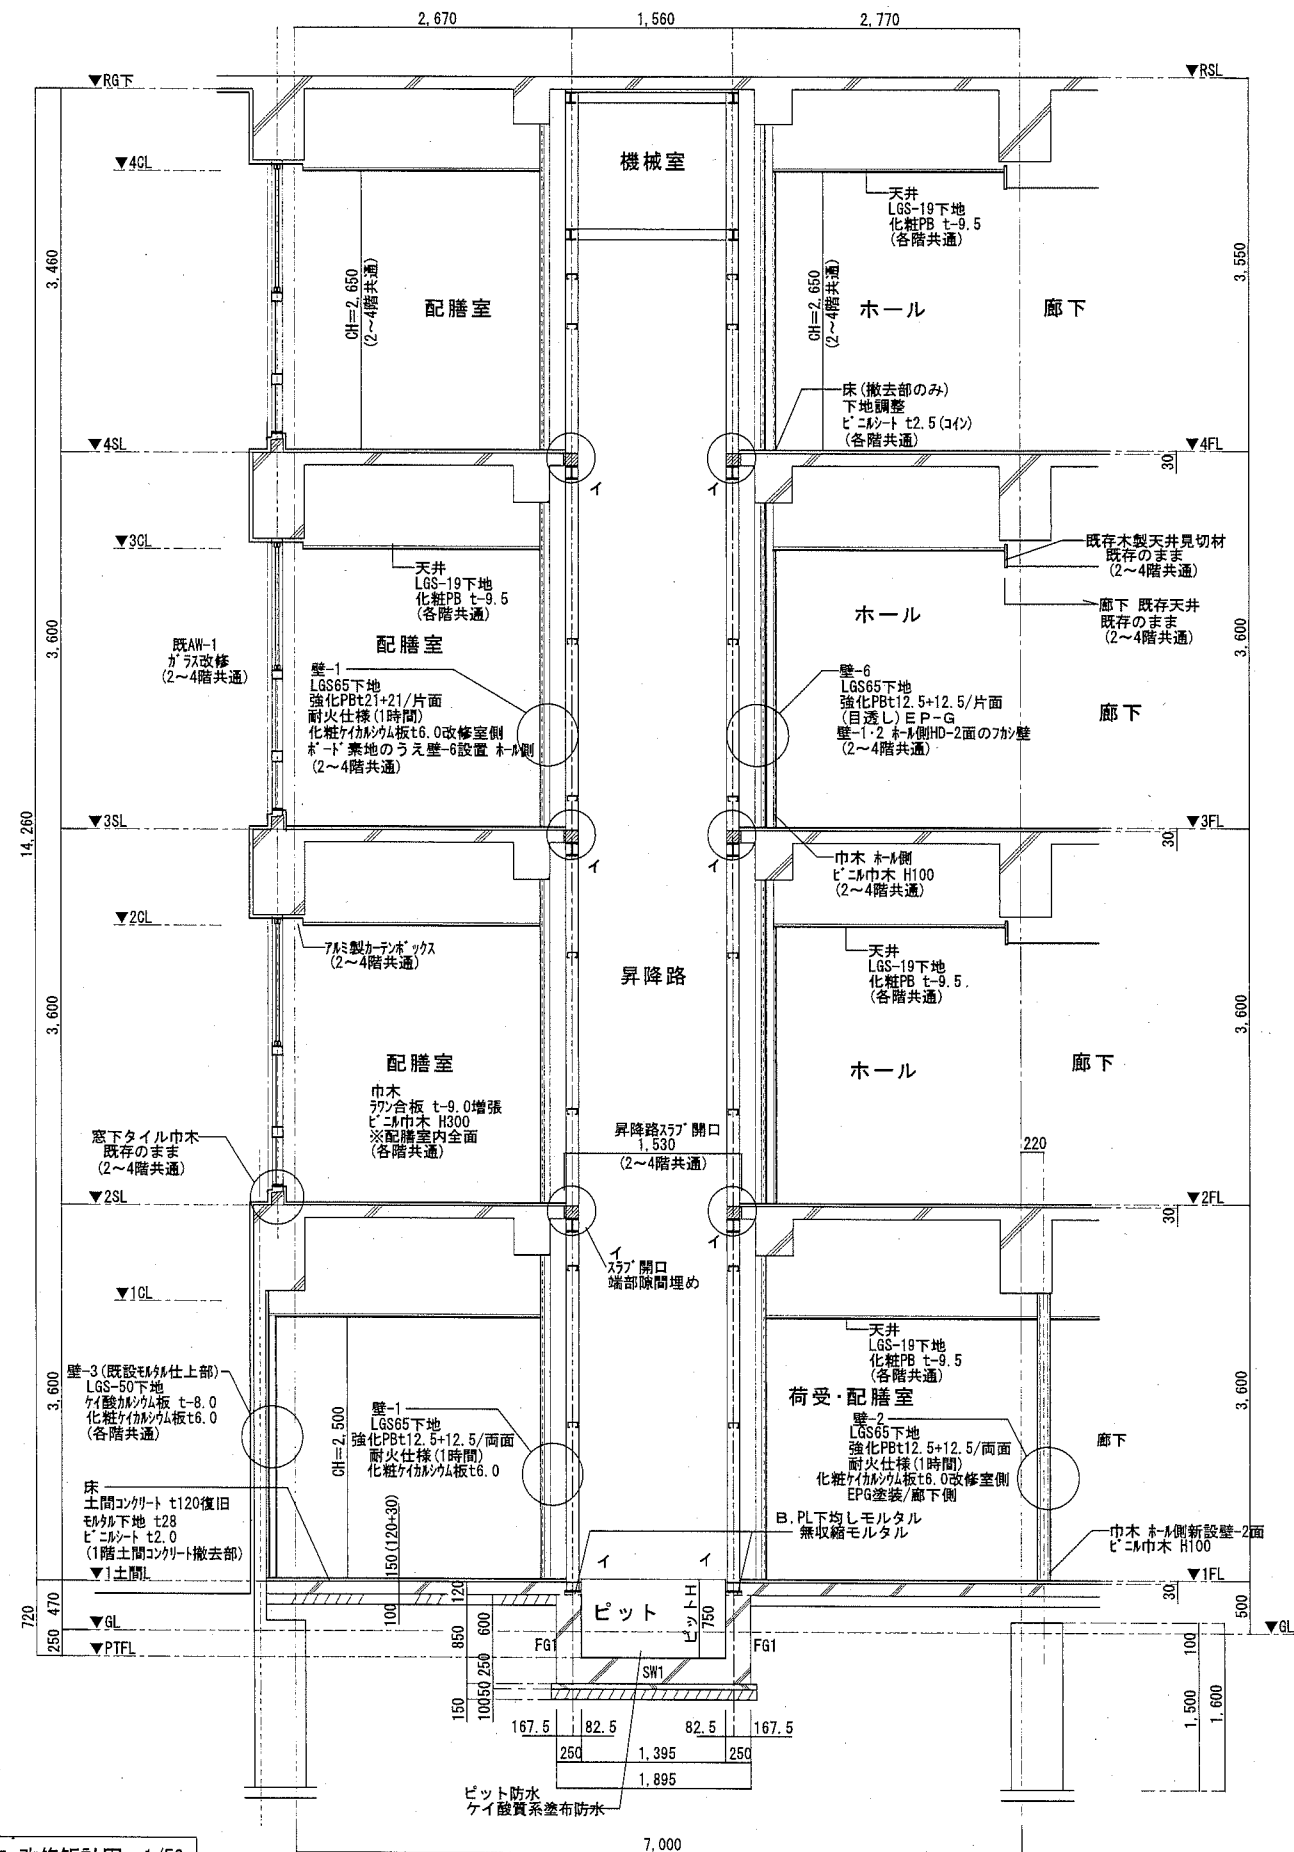 2,670
1,560
2,770
▼RG下
▼RSL
▼4CL
機械室
天井
LGS-19下地
化粧PB t-9.5
(各階共通)
3,460
CH=2,650
(2～4階共通)
配膳室
CH=2,650
(2～4階共通)
ホール
廊下
3,550
床(撤去部のみ)
下地調整
ビニルシート t2.5(コイン)
(各階共通)
▼4SL
▼4FL
30
イ
イ
▼3CL
天井
LGS-19下地
化粧PB t-9.5
(各階共通)
既存木製天井見切材
既存のまま
(2～4階共通)
廊下 既存天井
既存のまま
(2～4階共通)
3,600
既AW-1
ガラス改修
(2～4階共通)
配膳室
ホール
3,600
壁-1
LGS65下地
強化PBt21+21/片面
耐火仕様(1時間)
化粧ケイカルシウム板t6.0改修室側
ボード素地のうえ壁-6設置 ホール側
(2～4階共通)
壁-6
LGS65下地
強化PBt12.5+12.5/片面
(目透し)EP-G
壁-1・2 ホール側HD-2面のフカシ壁
(2～4階共通)
廊下
14,260
▼3SL
▼3FL
30
イ
イ
巾木 ホール側
ビニル巾木 H100
(2～4階共通)
▼2CL
アルミ製カーテンボックス
(2～4階共通)
天井
LGS-19下地
化粧PB t-9.5
(各階共通)
昇降路
3,600
3,600
配膳室
ホール
廊下
巾木
ラワン合板 t-9.0増張
ビニル巾木 H300
※配膳室内全面
(各階共通)
窓下タイル巾木
既存のまま
(2～4階共通)
昇降路スラブ開口
1,530
(2～4階共通)
220
▼2SL
▼2FL
30
イ
イ
スラブ開口
端部隙間埋め
▼1CL
天井
LGS-19下地
化粧PB t-9.5
(各階共通)
壁-3(既設モルタル仕上部)
LGS-50下地
ケイ酸カルシウム板 t-8.0
化粧ケイカルシウム板t6.0
(各階共通)
3,600
CH=2,500
壁-1
LGS65下地
強化PBt12.5+12.5/両面
耐火仕様(1時間)
化粧ケイカルシウム板t6.0
荷受・配膳室
壁-2
LGS65下地
強化PBt12.5+12.5/両面
耐火仕様(1時間)
化粧ケイカルシウム板t6.0改修室側
EPG塗装/廊下側
廊下
3,600
床
土間コンクリート t120復旧
モルタル下地 t28
ビニルシート t2.0
(1階土間コンクリート撤去部)
150(120+30)
B.PL下均しモルタル
無収縮モルタル
巾木 ホール側新設壁-2面
ビニル巾木 H100
▼1土間L
▼1FL
イ
イ
30
720
470
250
▼GL
▼PTFL
100
120
850
150
600
250
50
100
ピット
ピットH
750
FG1
FG1
SW1
500
▼GL
100
1,500
1,600
167.5
82.5
82.5
167.5
250
1,395
250
1,895
ピット防水
ケイ酸質系塗布防水
7,000